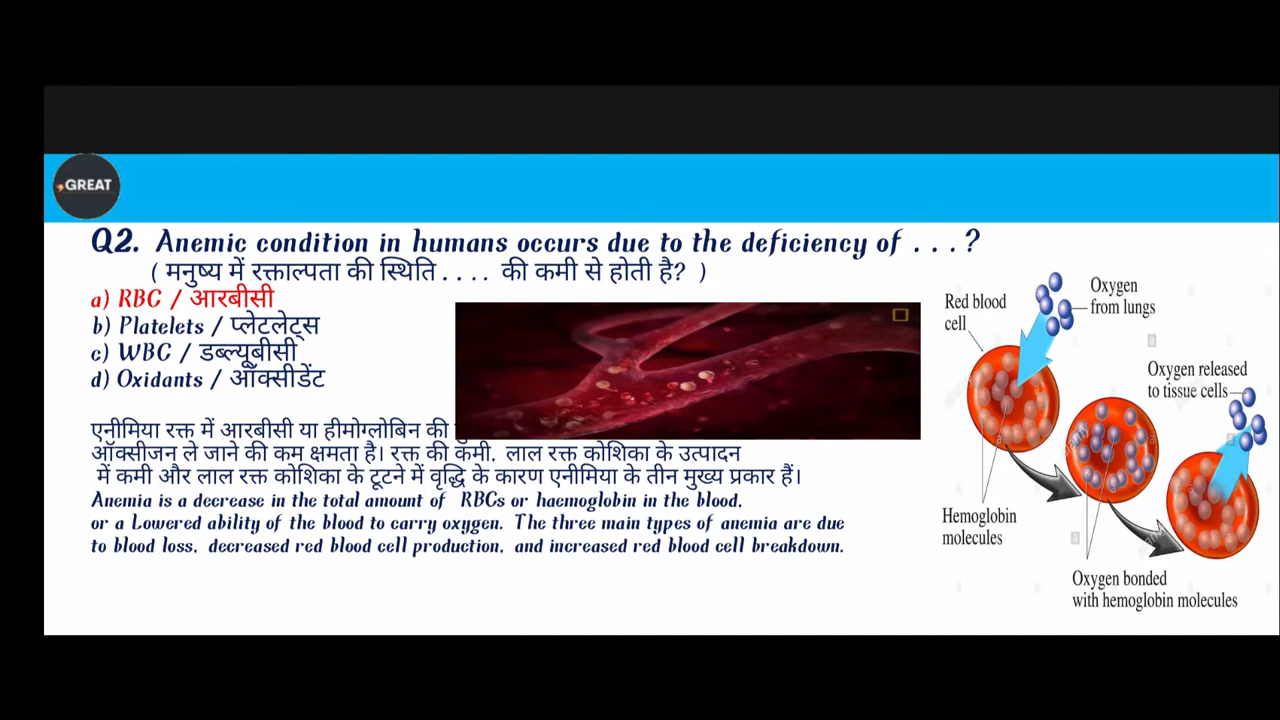 GREAT
Q2. Anemic condition in humans occurs due to the deficiency of . . . ?
( मनुष्य में रक्ताल्पता की स्थिति . . . . की कमी से होती है? )
a) RBC / आरबीसी
b) Platelets / प्लेटलेट्स
c) WBC / डब्ल्यूबीसी
d) Oxidants / ऑक्सीडेंट
एनीमिया रक्त में आरबीसी या हीमोग्लोबिन की
ऑक्सीजन ले जाने की कम क्षमता है। रक्त की कमी, लाल रक्त कोशिका के उत्पादन
में कमी और लाल रक्त कोशिका के टूटने में वृद्धि के कारण एनीमिया के तीन मुख्य प्रकार हैं।
Anemia is a decrease in the total amount of RBCs or haemoglobin in the blood,
or a Lowered ability of the blood to carry oxygen. The three main types of anemia are due
to blood loss, decreased red blood cell production, and increased red blood cell breakdown.
Red blood
cell
Oxygen
from lungs
Oxygen released
to tissue cells
Hemoglobin
molecules
Oxygen bonded
with hemoglobin molecules